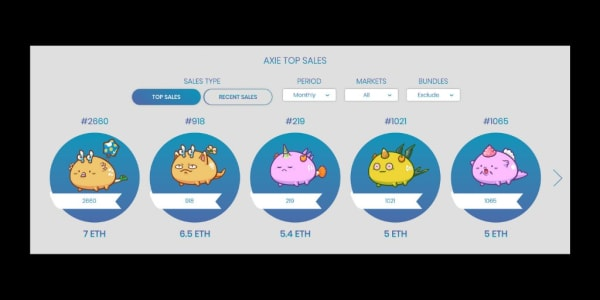 AXIE TOP SALES
SALES TYPE PERIOD MARKETS BUNDLES
TOP SALES RECENT SALES Monthly All Exclude
#2660 #918 #219 #1021 #1065
2660 918 219 1021 1065
7 ETH 6.5 ETH 5.4 ETH 5 ETH 5 ETH